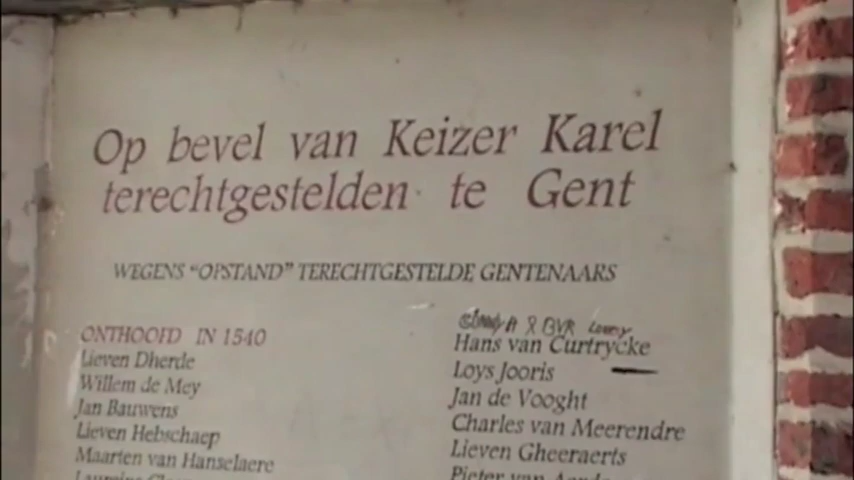 Op bevel van Keizer Karel
terechtgestelden te Gent
WEGENS "OPSTAND" TERECHTGESTELDE GENTENAARS
ONTHOOFD IN 1540
Lieven Dherde
Willem de Mey
Jan Bauwens
Lieven Hebschaep
Maarten van Hanselaere
Hans van Curtrycke
Loys Jooris
Jan de Vooght
Charles van Meerendre
Lieven Gheeraerts
Pieter van